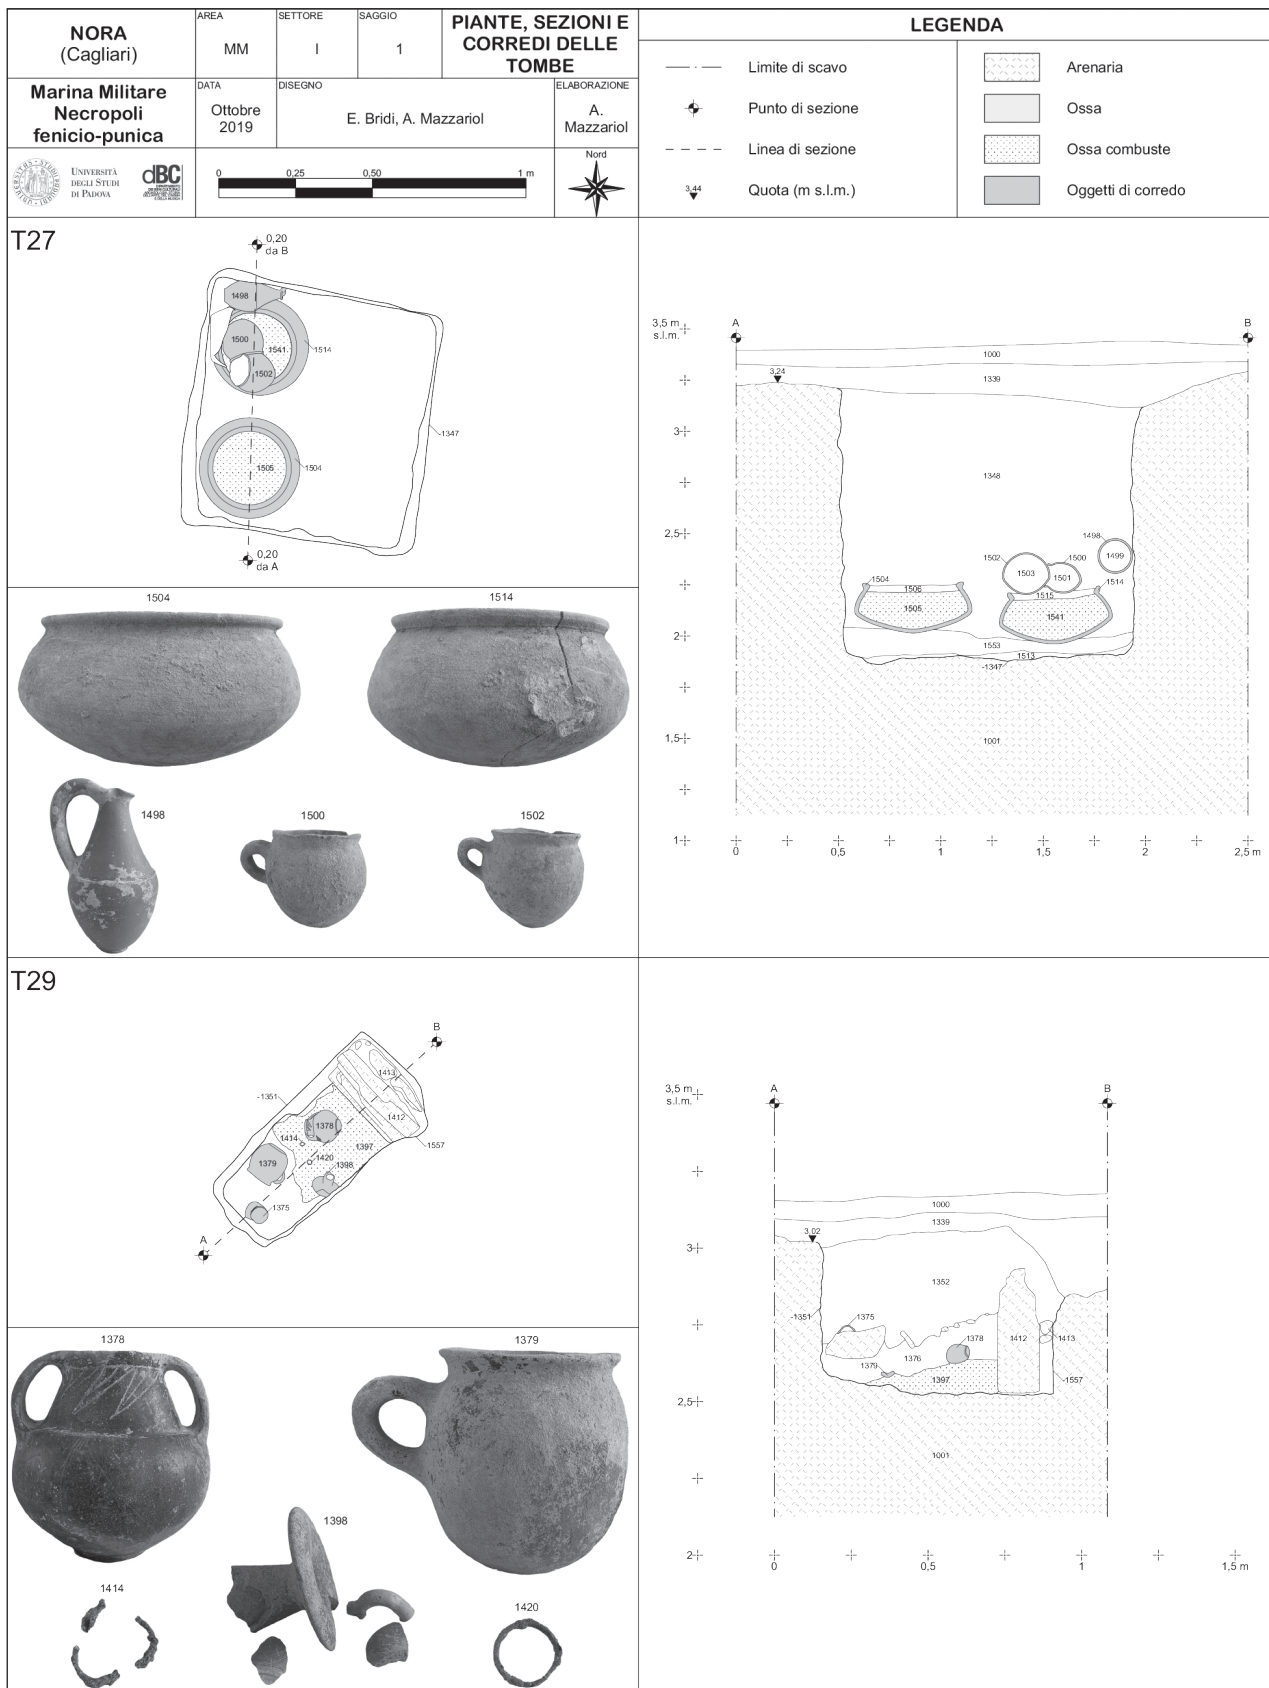 NORA
(Cagliari)
AREA
MM
SETTORE
I
SAGGIO
1
PIANTE, SEZIONI E
CORREDI DELLE
TOMBE
Marina Militare
Necropoli
fenicio-punica
DATA
Ottobre
2019
DISEGNO
E. Bridi, A. Mazzariol
ELABORAZIONE
A.
Mazzariol
UNIVERSITÀ
DEGLI STUDI
DI PADOVA
dBC
0
0,25
0,50
1 m
Nord
LEGENDA
Limite di scavo
Punto di sezione
Linea di sezione
3,44
Quota (m s.l.m.)
Arenaria
Ossa
Ossa combuste
Oggetti di corredo
T27
0,20
da B
1498
1500
1541
1514
1502
-1347
1505
1504
0,20
da A
3,5 m
s.l.m.
A
B
1000
3,24
1339
3
1348
2,5
1498
1502
1500
1499
1503
1501
1504
1514
1506
1515
1505
1541
2
1553
1513
-1347
1,5
1001
1
0
0,5
1
1,5
2
2,5 m
1504
1514
1498
1500
1502
T29
B
1413
-1351
1412
1378
1414
1557
1397
1420
1379
1398
1375
A
3,5 m
s.l.m.
A
B
1000
1339
3,02
3
1352
-1351
1375
1378
1412
1413
1376
1379
1397
-1557
2,5
1001
2
0
0,5
1
1,5 m
1378
1379
1398
1414
1420